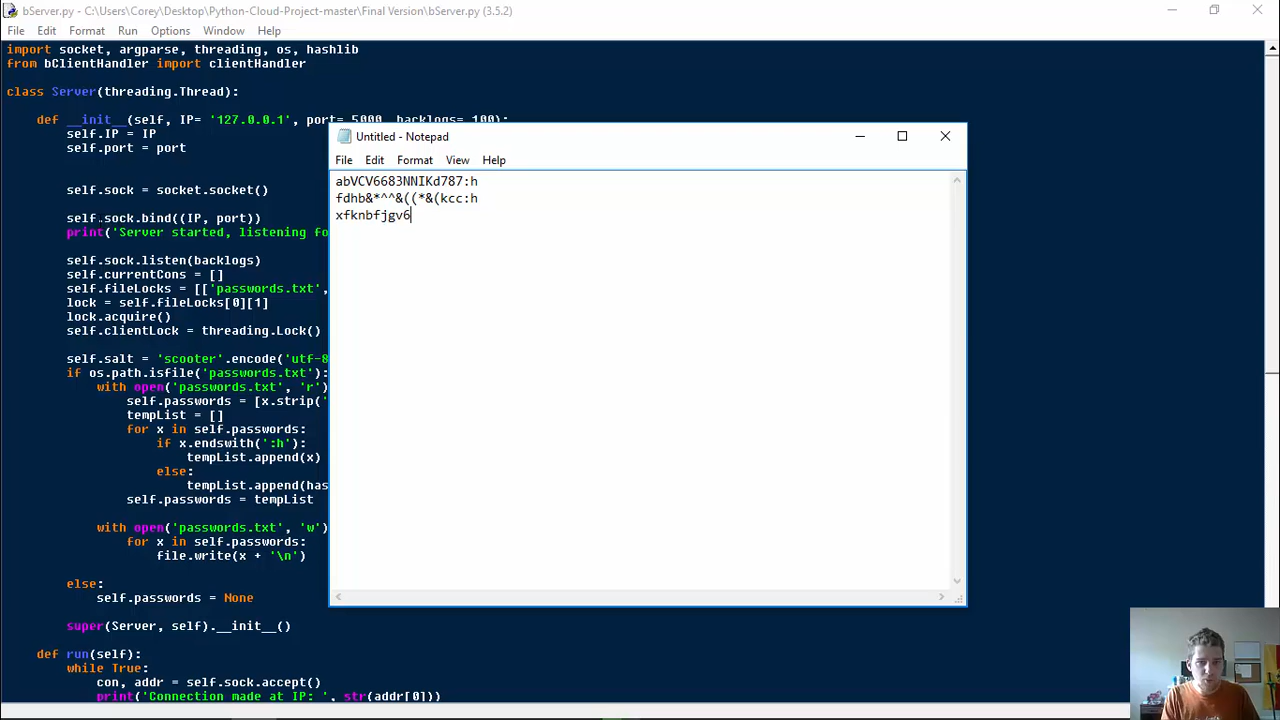 bServer.py - C:\Users\Corey\Desktop\Python-Cloud-Project-master\Final Version\bServer.py (3.5.2)
File Edit Format Run Options Window Help
import socket, argparse, threading, os, hashlib
from bClientHandler import clientHandler
class Server(threading.Thread):
def __init__(self, IP= '127.0.0.1', port= 5000, backlogs= 100):
self.IP = IP
self.port = port
self.sock = socket.socket()
self.sock.bind((IP, port))
print('Server started, listening fo
self.sock.listen(backlogs)
self.currentCons = []
self.fileLocks = [['passwords.txt',
lock = self.fileLocks[0][1]
lock.acquire()
self.clientLock = threading.Lock()
self.salt = 'scooter'.encode('utf-8
if os.path.isfile('passwords.txt'):
with open('passwords.txt', 'r')
self.passwords = [x.strip('
tempList = []
for x in self.passwords:
if x.endswith(':h'):
tempList.append(x)
else:
tempList.append(has
self.passwords = tempList
with open('passwords.txt', 'w')
for x in self.passwords:
file.write(x + '\n')
else:
self.passwords = None
super(Server, self).__init__()
def run(self):
while True:
con, addr = self.sock.accept()
print('Connection made at IP: ', str(addr[0]))
Untitled - Notepad
File Edit Format View Help
abVCV6683NNIKd787:h
fdhb&*^^&((*&(kcc:h
xfknbfjgv6